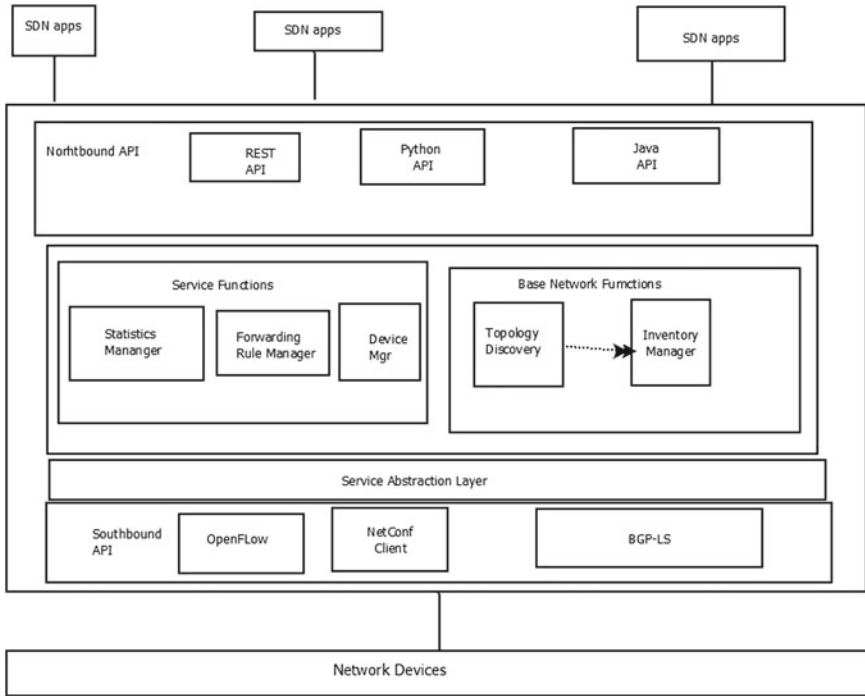 SDN apps
SDN apps
SDN apps
Norhtbound API
REST
API
Python
API
Java
API
Service Functions
Statistics
Mananger
Forwarding
Rule Manager
Device
Mgr
Base Network Fumctions
Topology
Discovery
Inventory
Manager
Service Abstraction Layer
Southbound
API
OpenFLow
NetConf
Client
BGP-LS
Network Devices